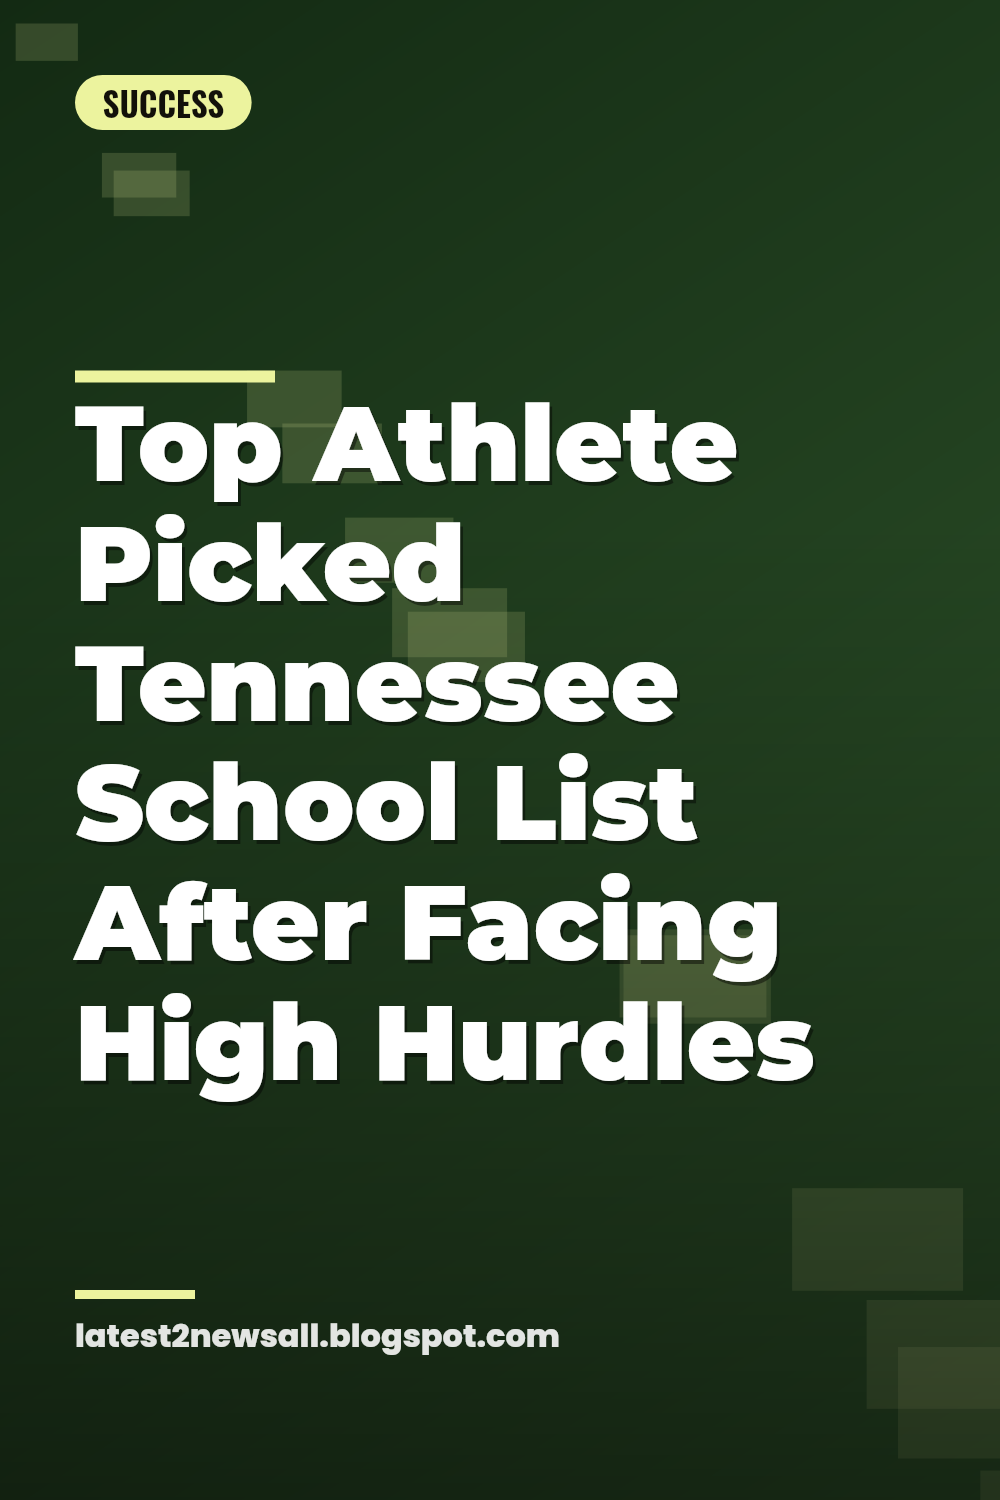 SUCCESS
Top Athlete
Picked
Tennessee
School List
After Facing
High Hurdles
latest2newsall.blogspot.com